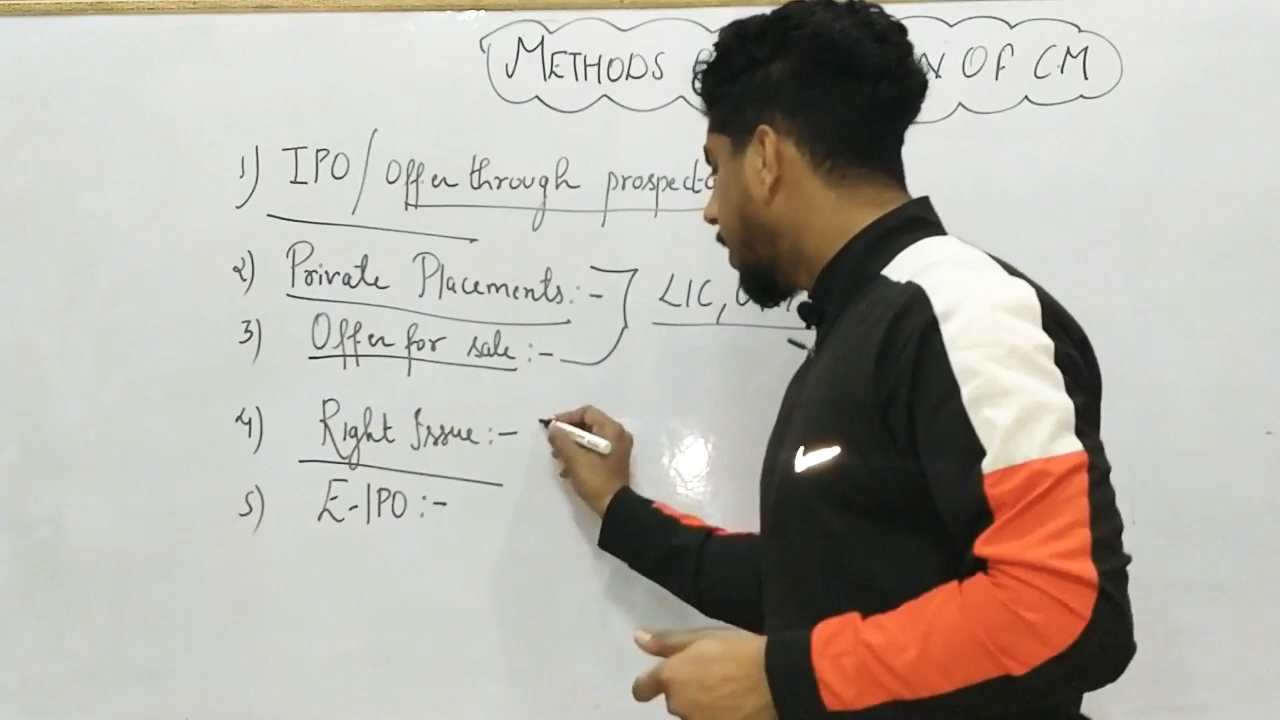 METHODS OF CM
1) IPO/Offer through
2) Private Placements:- LIC,
3) Offer for sale:-
4) Right Issue:-
5) E-IPO:-